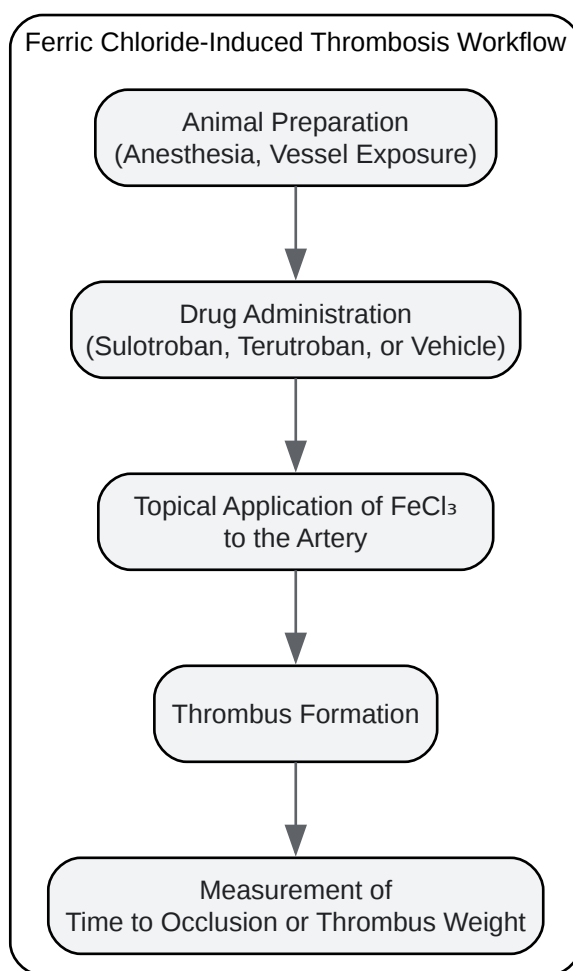 Ferric Chloride-Induced Thrombosis Workflow
Animal Preparation
(Anesthesia, Vessel Exposure)
Drug Administration
(Sulotroban, Terutroban, or Vehicle)
Topical Application of FeCl₃
to the Artery
Thrombus Formation
Measurement of
Time to Occlusion or Thrombus Weight